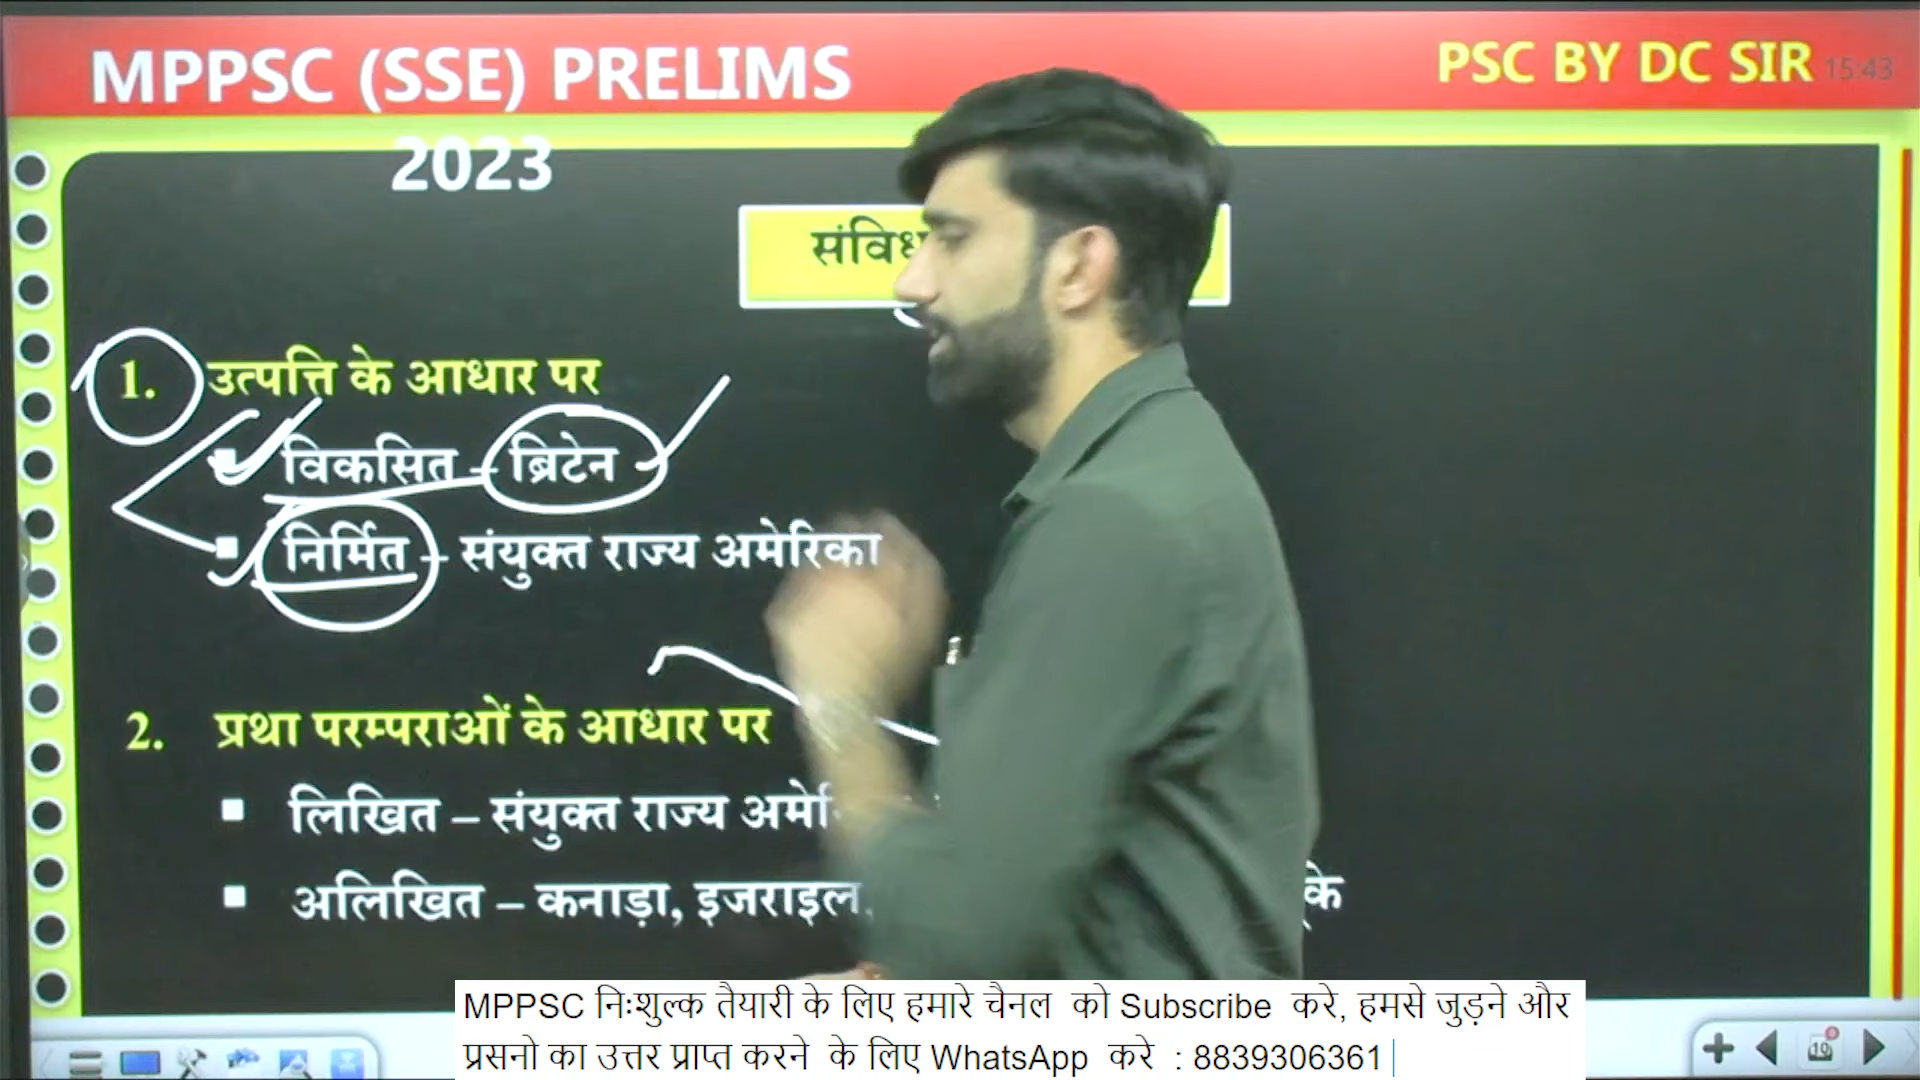 MPPSC (SSE) PRELIMS
2023
PSC BY DC SIR 15:43
1. उत्पत्ति के आधार पर
विकसित – ब्रिटेन
निर्मित – संयुक्त राज्य अमेरिका
2. प्रथा परम्पराओं के आधार पर
लिखित – संयुक्त राज्य
अलिखित – कनाडा, इजराइल,
MPPSC निःशुल्क तैयारी के लिए हमारे चैनल को Subscribe करे, हमसे जुड़ने और
प्रसनो का उत्तर प्राप्त करने के लिए WhatsApp करे : 8839306361
19